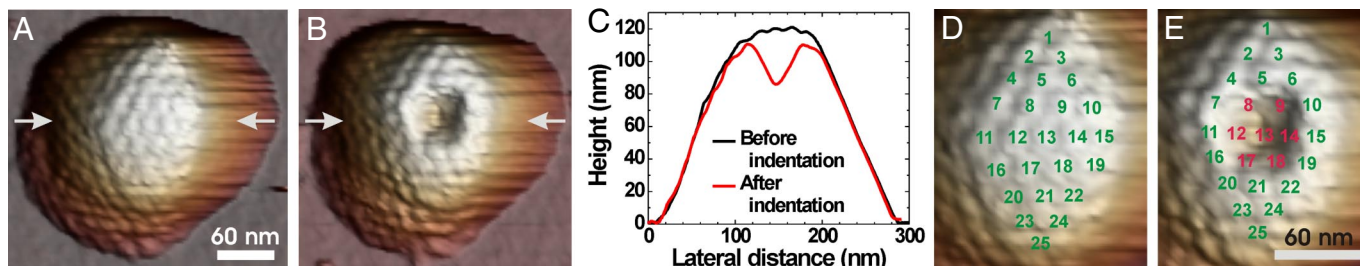 A
60 nm
B
C
Height (nm)
120
100
80
60
40
20
0
Before
indentation
After
indentation
0 100 200 300
Lateral distance (nm)
D
1
2 3
4 5 6
7 8 9 10
11 12 13 14 15
16 17 18 19
20 21 22
23 24
25
E
1
2 3
4 5 6
7 8 9 10
11 12 13 14 15
16 17 18 19
20 21 22
23 24
25
60 nm